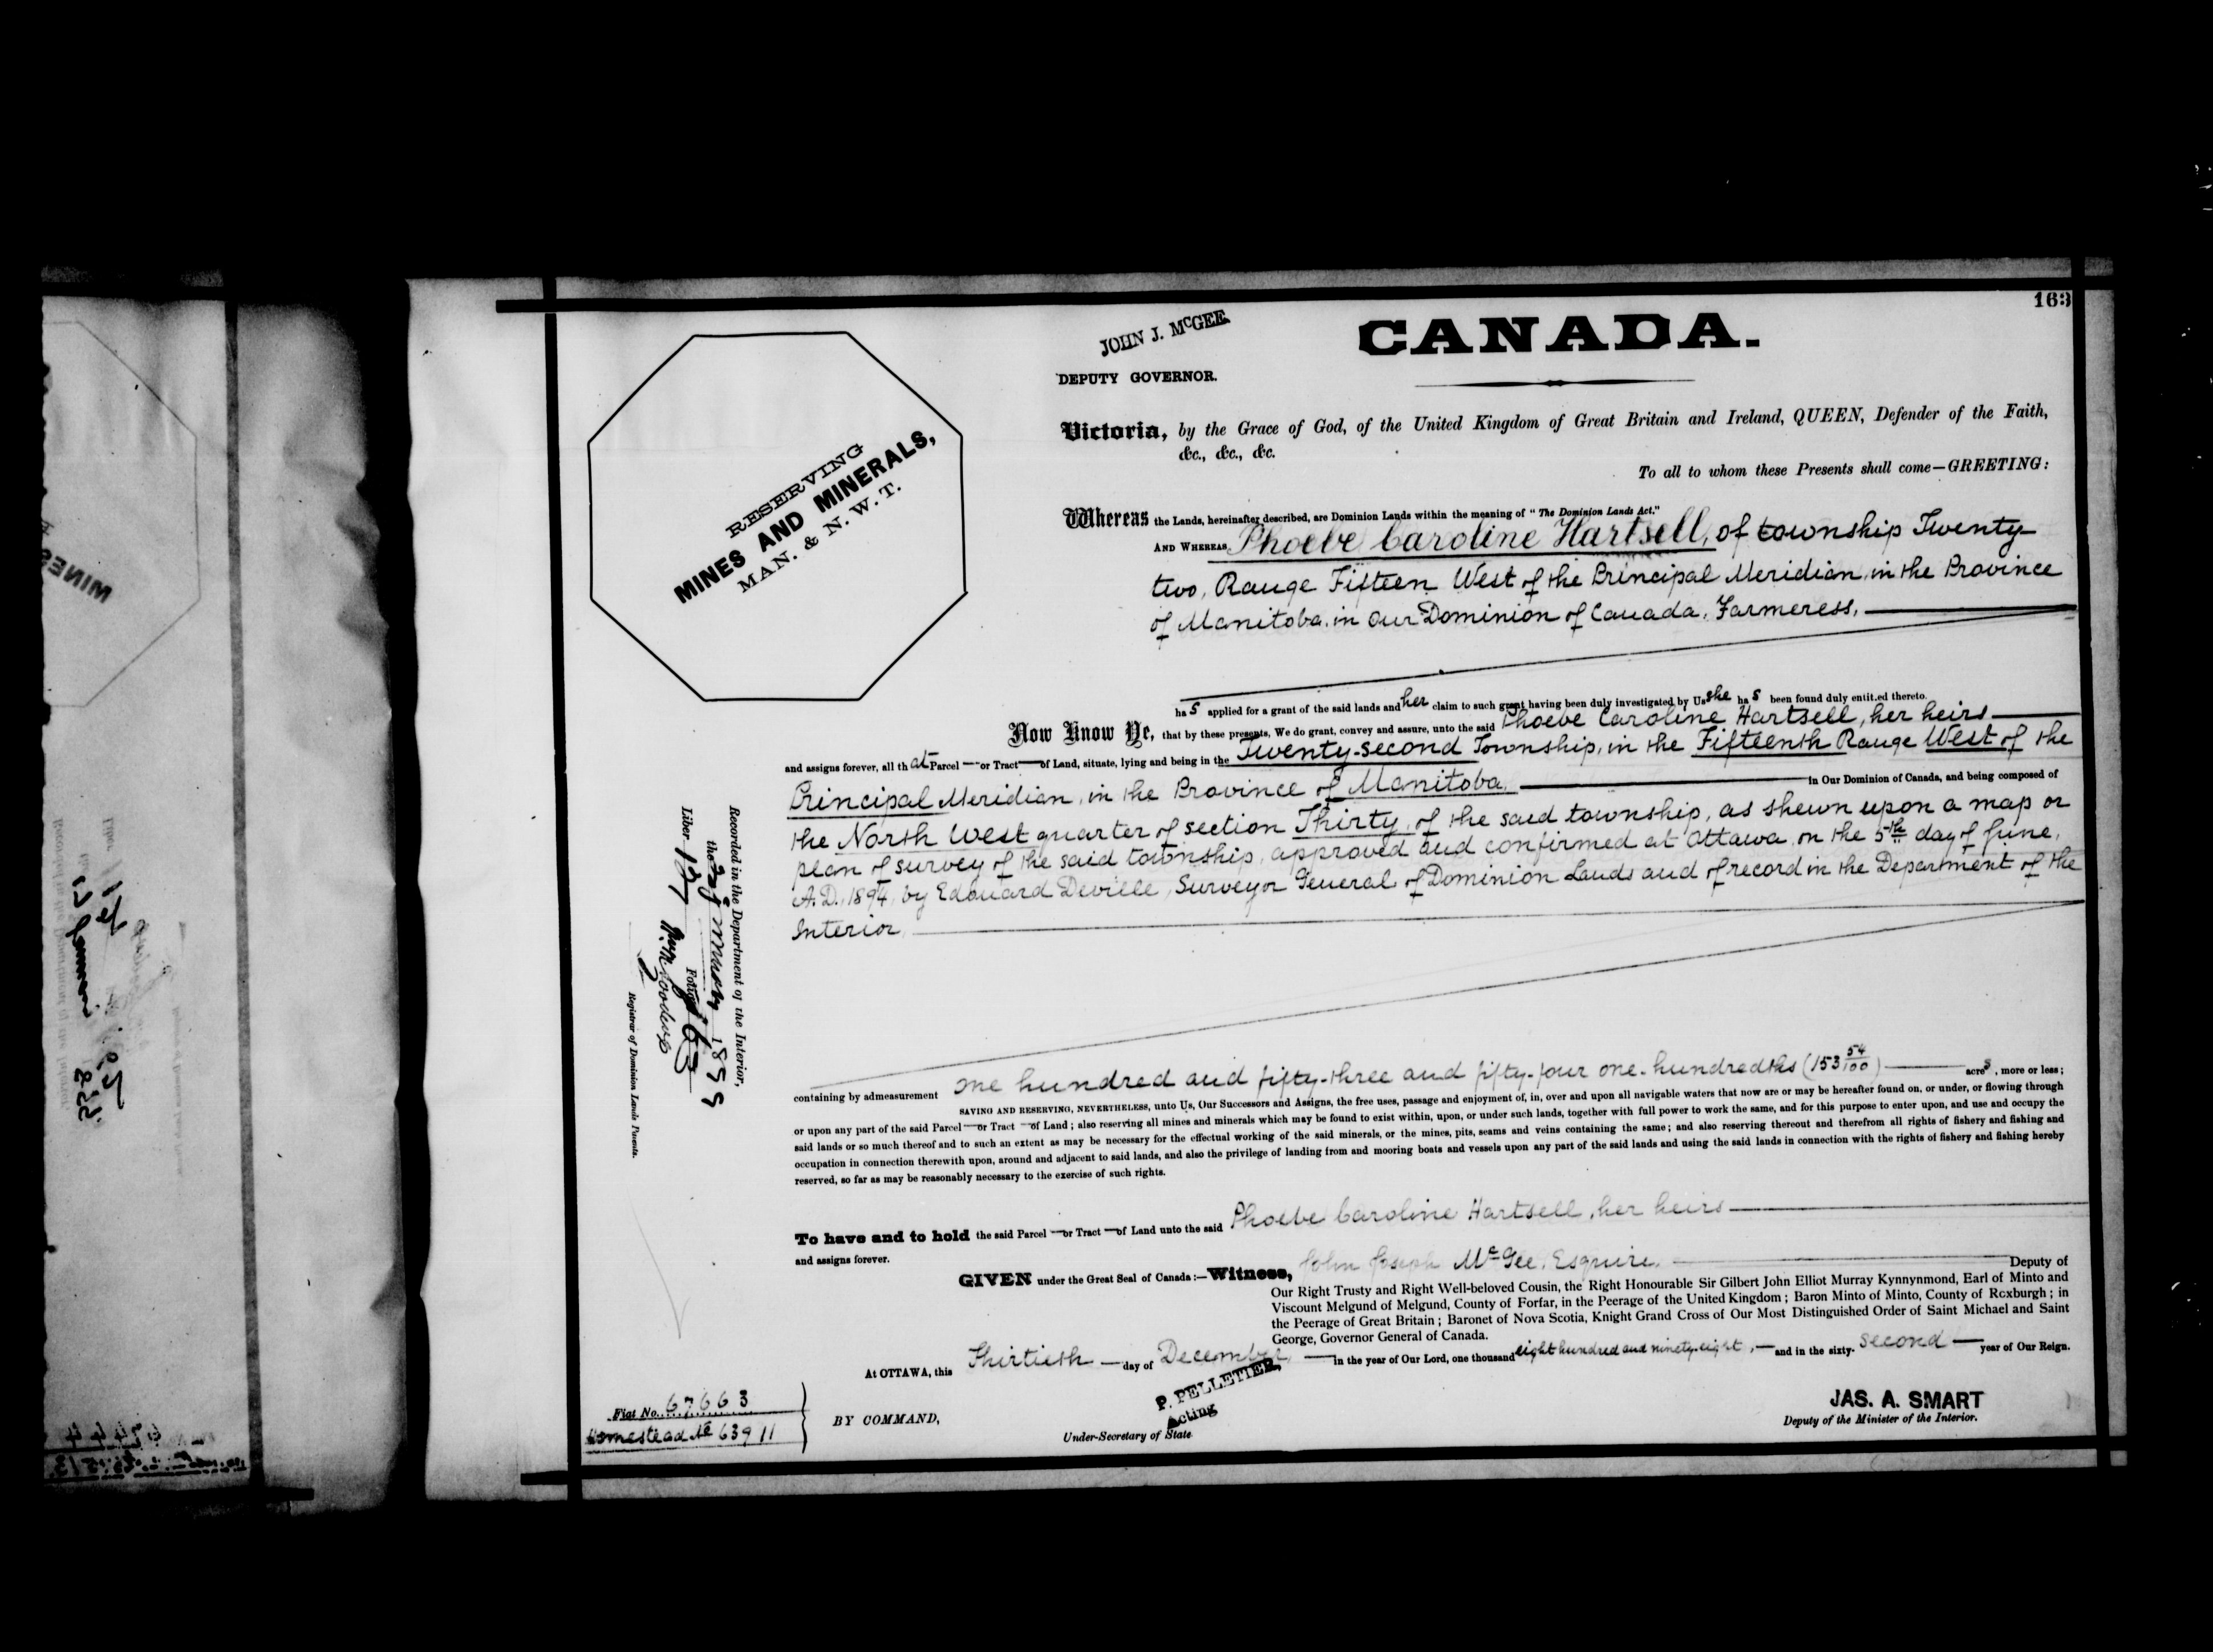 163
JOHN J. McGEE
DEPUTY GOVERNOR.
CANADA.
RESERVING
MINES AND MINERALS,
MAN. & N. W. T.
Victoria, by the Grace of God, of the United Kingdom of Great Britain and Ireland, QUEEN, Defender of the Faith,
&c., &c., &c.
To all to whom these Presents shall come—GREETING:
Whereas the Lands, hereinafter described, are Dominion Lands within the meaning of "The Dominion Lands Act."
AND WHEREAS Phoebe Caroline Hartsell, of township Twenty-
two, Range Fifteen West of the Principal Meridian, in the Province
of Manitoba, in Our Dominion of Canada, Farmeress,
has applied for a grant of the said lands and her claim to such grant having been duly investigated by Us she has been found duly entitled thereto.
Now Know Ye, that by these presents, We do grant, convey and assure, unto the said Phoebe Caroline Hartsell, her heirs
and assigns forever, all that Parcel or Tract of Land, situate, lying and being in the Twenty-second Township, in the Fifteenth Range West of the
Principal Meridian, in the Province of Manitoba, in Our Dominion of Canada, and being composed of
the North West quarter of section Thirty, of the said township, as shewn upon a map or
plan of survey of the said township, approved and confirmed at Ottawa, on the 5th day of June,
A.D., 1894, by Edouard Deville, Surveyor General of Dominion Lands and of record in the Department of the
Interior,
containing by admeasurement one hundred and fifty-three and fifty-four one-hundredths (153 54/100) acres, more or less;
SAVING AND RESERVING, NEVERTHELESS, unto Us, Our Successors and Assigns, the free uses, passage and enjoyment of, in, over and upon all navigable waters that now are or may be hereafter found on, or under, or flowing through
or upon any part of the said Parcel or Tract of Land; also reserving all mines and minerals which may be found to exist within, upon, or under such lands, together with full power to work the same, and for this purpose to enter upon, and use and occupy the
said lands or so much thereof and to such an extent as may be necessary for the effectual working of the said minerals, or the mines, pits, seams and veins containing the same; and also reserving thereout and therefrom all rights of fishery and fishing and
occupation in connection therewith upon, around and adjacent to said lands, and also the privilege of landing from and mooring boats and vessels upon any part of the said lands and using the said lands in connection with the rights of fishery and fishing hereby
reserved, so far as may be reasonably necessary to the exercise of such rights.
To have and to hold the said Parcel or Tract of Land unto the said Phoebe Caroline Hartsell, her heirs
and assigns forever.
GIVEN under the Great Seal of Canada:—Witness, John Joseph McGee, Esquire, Deputy of
Our Right Trusty and Right Well-beloved Cousin, the Right Honourable Sir Gilbert John Elliot Murray Kynnynmond, Earl of Minto and
Viscount Melgund of Melgund, County of Forfar, in the Peerage of the United Kingdom; Baron Minto of Minto, County of Roxburgh; in
the Peerage of Great Britain; Baronet of Nova Scotia, Knight Grand Cross of Our Most Distinguished Order of Saint Michael and Saint
George, Governor General of Canada.
At OTTAWA, this Thirtieth day of December, in the year of Our Lord, one thousand eight hundred and ninety-eight, and in the sixty-second year of Our Reign.
BY COMMAND,
P. PELLETIER,
Acting
Under-Secretary of State
JAS. A. SMART
Deputy of the Minister of the Interior.
Fiat No. 67663
Homestead No 63911
Recorded in the Department of the Interior,
the 1899
Liber 187 Folio 163
Registrar of Dominion Lands Patents.